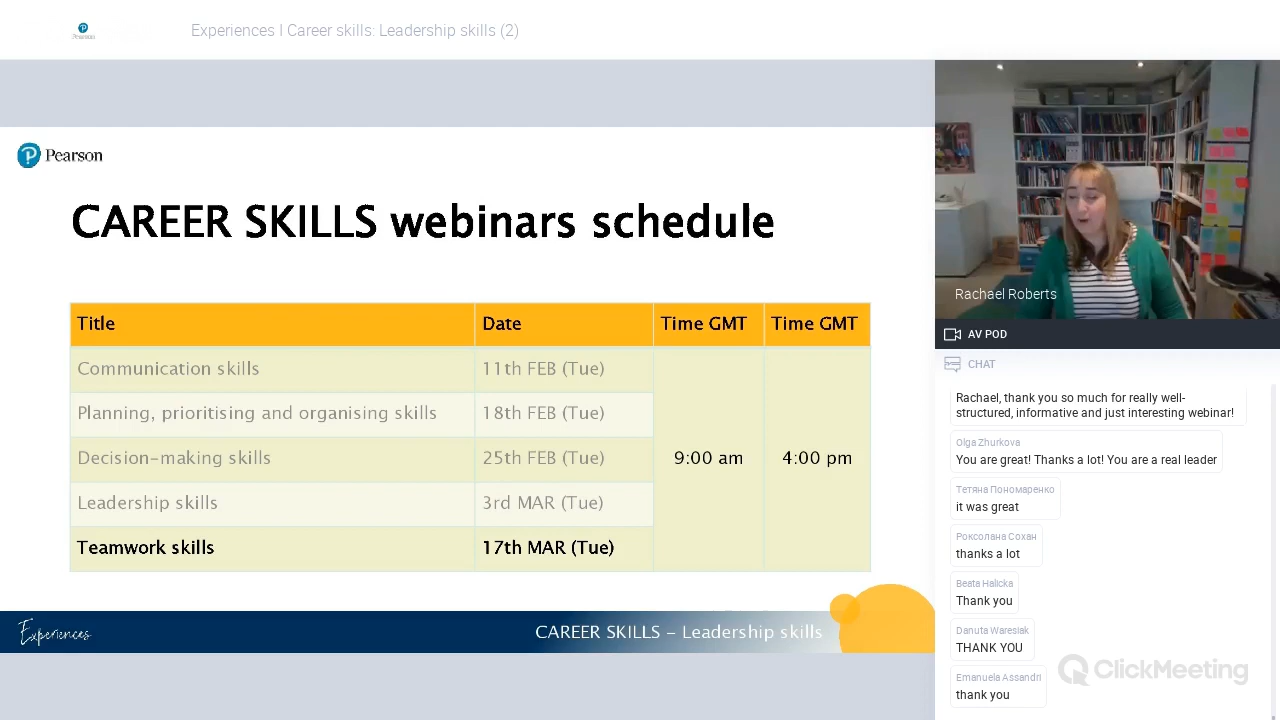 Experiences I Career skills: Leadership skills (2)
Pearson
CAREER SKILLS webinars schedule
Title Date Time GMT Time GMT
Communication skills 11th FEB (Tue)
Planning, prioritising and organising skills 18th FEB (Tue)
Decision-making skills 25th FEB (Tue) 9:00 am 4:00 pm
Leadership skills 3rd MAR (Tue)
Teamwork skills 17th MAR (Tue)
Experiences
CAREER SKILLS – Leadership skills
Rachael Roberts
AV POD
CHAT
Rachael, thank you so much for really well-
structured, informative and just interesting webinar!
Olga Zhurkova
You are great! Thanks a lot! You are a real leader
Тетяна Пономаренко
it was great
Роксолана Сохан
thanks a lot
Beata Halicka
Thank you
Danuta Waresiak
THANK YOU
Emanuela Assandri
thank you
ClickMeeting